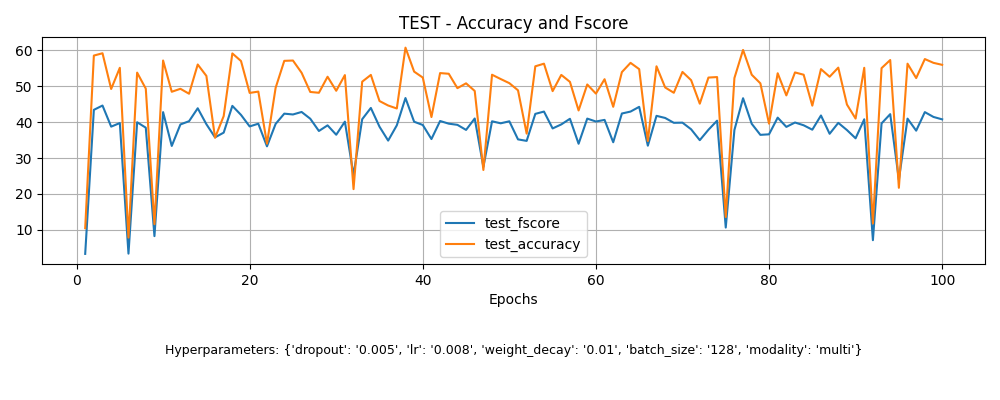 TEST - Accuracy and Fscore
60
50
40
30
20
10
test_fscore
test_accuracy
0 20 40 60 80 100
Epochs
Hyperparameters: {'dropout': '0.005', 'lr': '0.008', 'weight_decay': '0.01', 'batch_size': '128', 'modality': 'multi'}